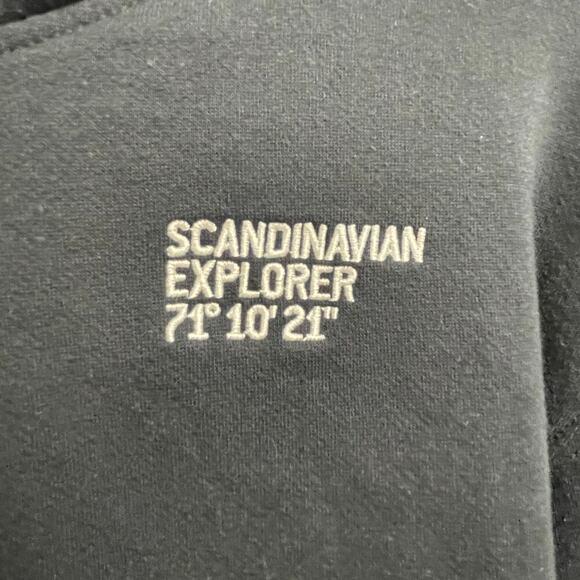 SCANDINAVIAN
EXPLORER
71° 10' 21"